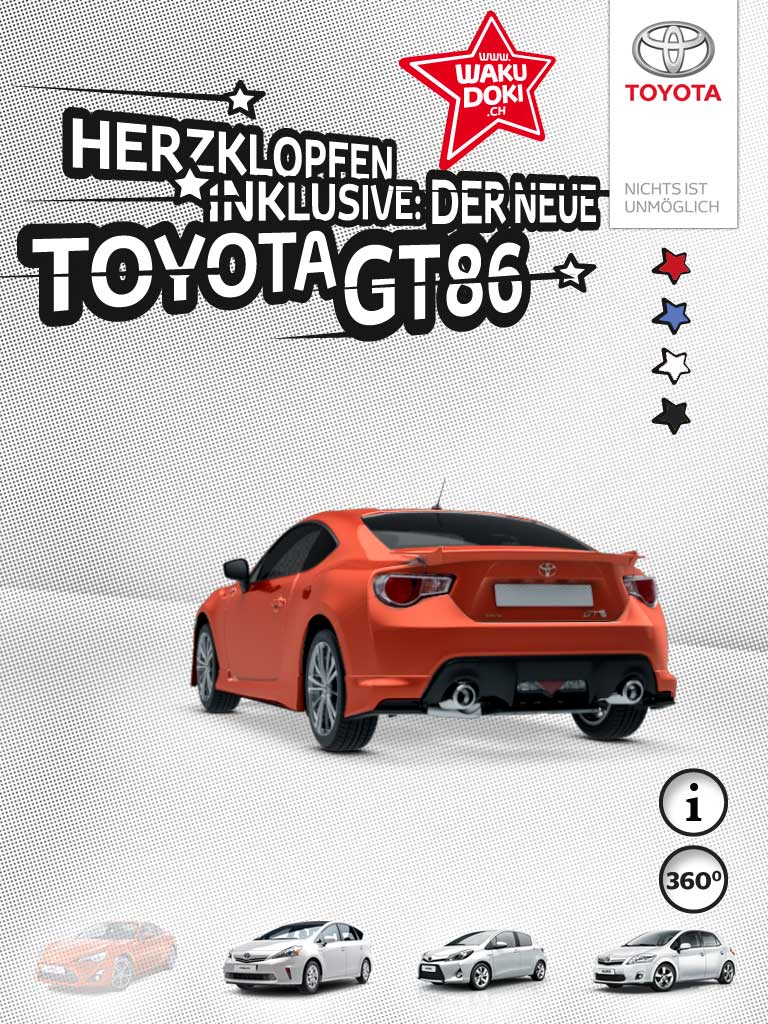 www.
WAKU
DOKI
.CH
TOYOTA
NICHTS IST
UNMÖGLICH
HERZKLOPFEN
INKLUSIVE: DER NEUE
TOYOTA GT86
i
360°